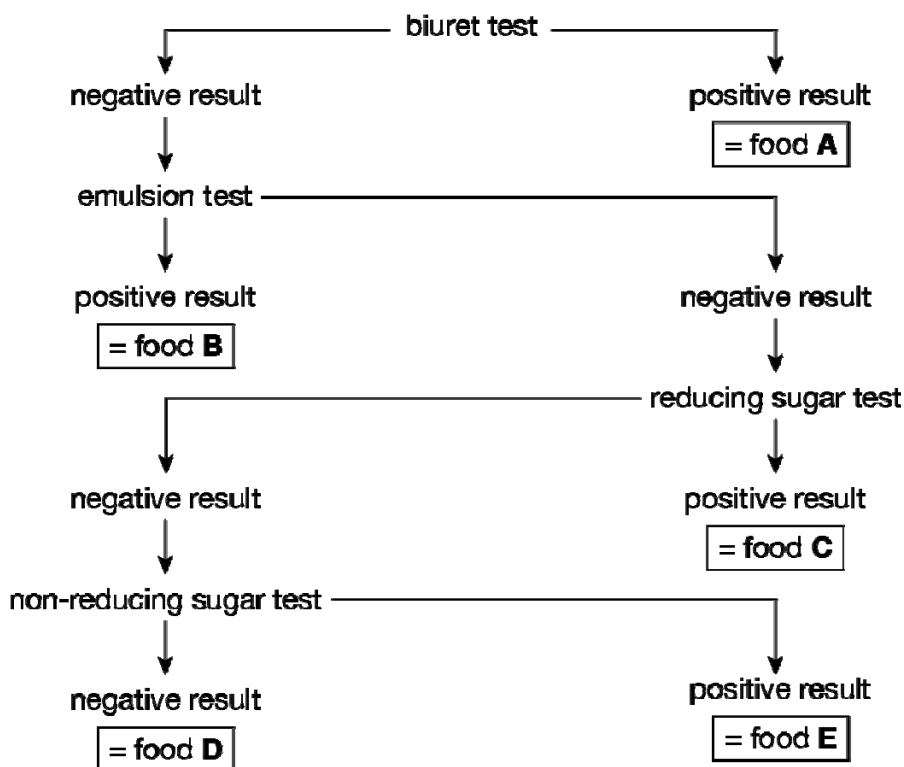 biuret test
negative result
positive result
= food A
emulsion test
positive result
negative result
= food B
reducing sugar test
negative result
positive result
= food C
non-reducing sugar test
negative result
positive result
= food D
= food E